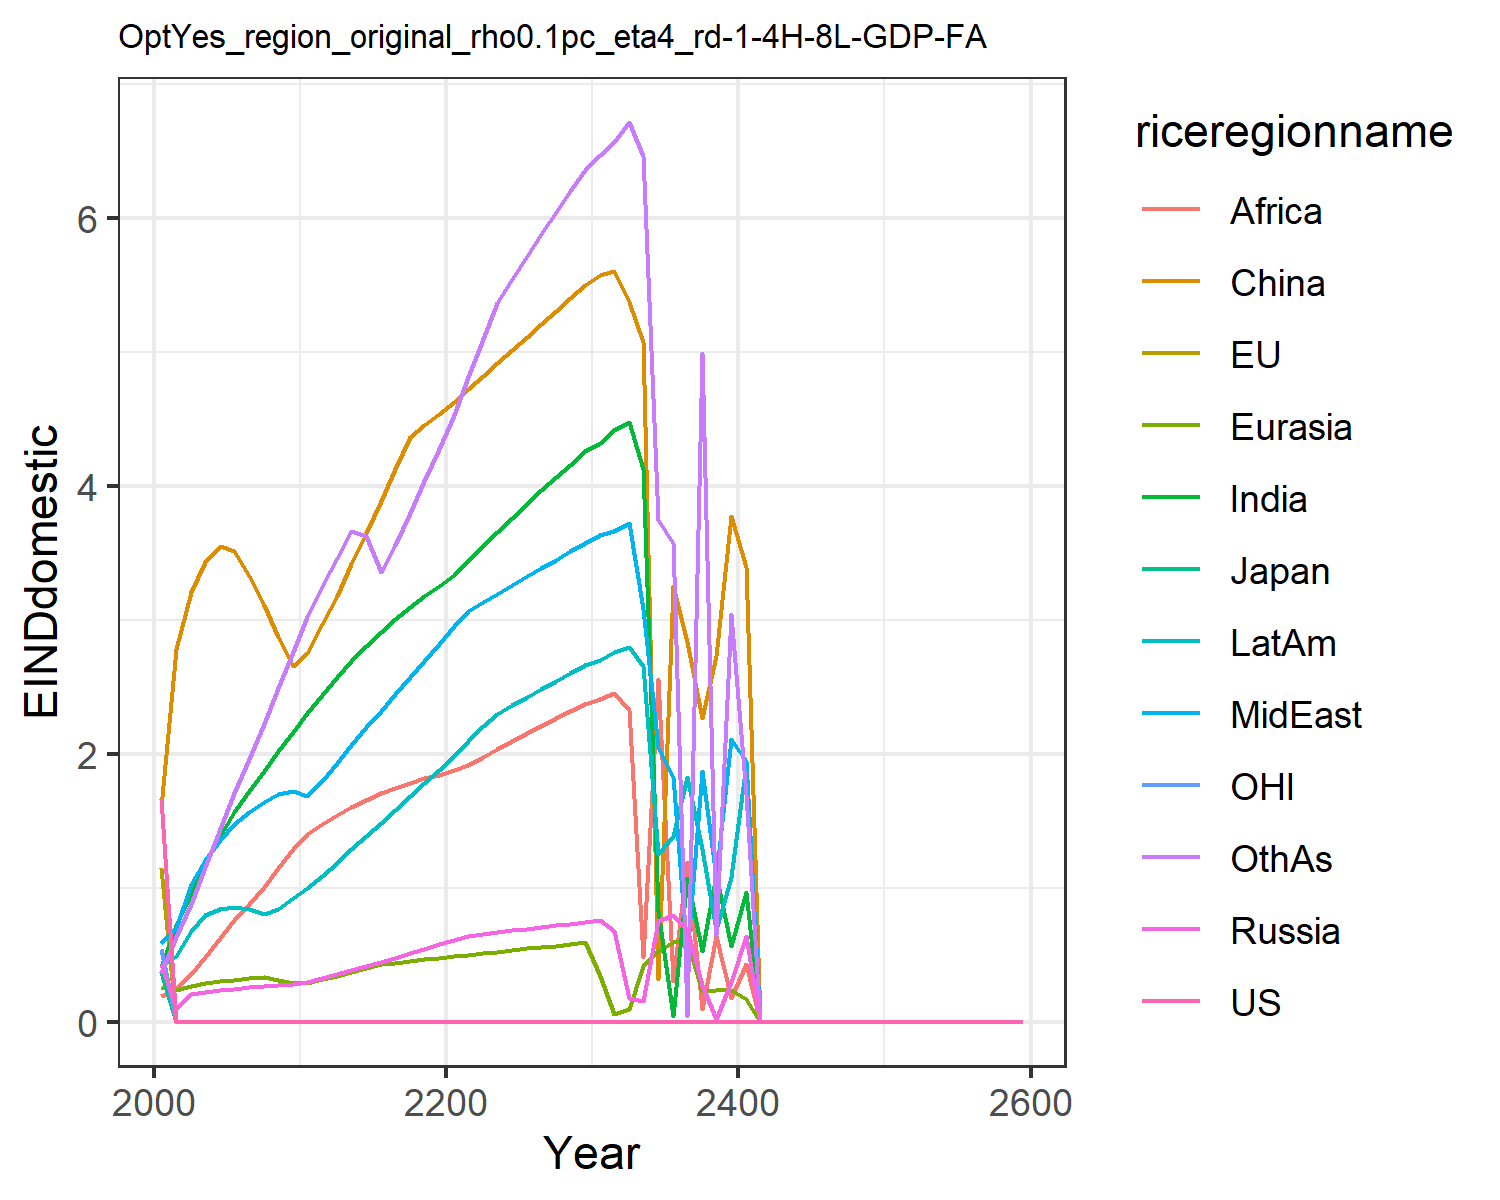 OptYes_region_original_rho0.1pc_eta4_rd-1-4H-8L-GDP-FA
EINDdomestic
6
4
2
0
2000 2200 2400 2600
Year
riceregionname
Africa
China
EU
Eurasia
India
Japan
LatAm
MidEast
OHI
OthAs
Russia
US